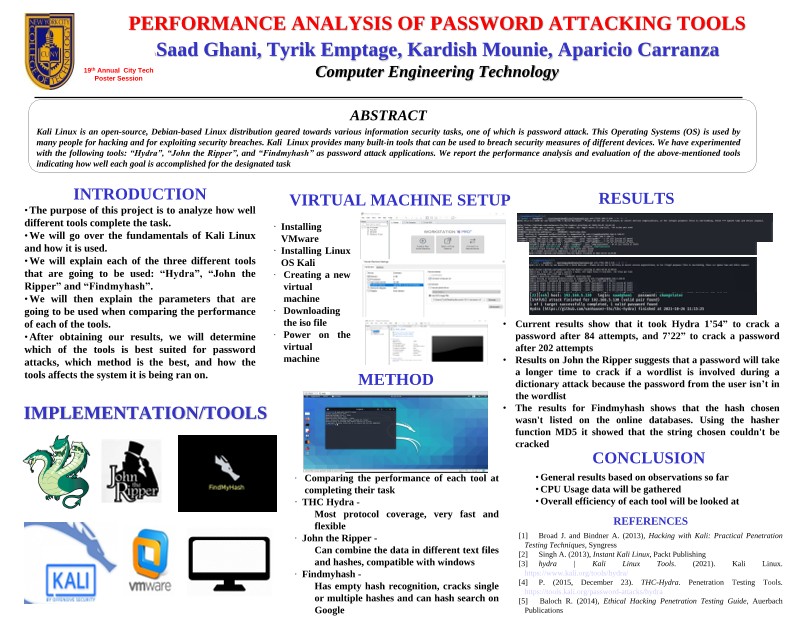 PERFORMANCE ANALYSIS OF PASSWORD ATTACKING TOOLS
Saad Ghani, Tyrik Emptage, Kardish Mounie, Aparicio Carranza
19th Annual City Tech
Poster Session
Computer Engineering Technology
ABSTRACT
Kali Linux is an open-source, Debian-based Linux distribution geared towards various information security tasks, one of which is password attack. This Operating Systems (OS) is used by
many people for hacking and for exploiting security breaches. Kali Linux provides many built-in tools that can be used to breach security measures of different devices. We have experimented
with the following tools: “Hydra”, “John the Ripper”, and “Findmyhash” as password attack applications. We report the performance analysis and evaluation of the above-mentioned tools
indicating how well each goal is accomplished for the designated task
INTRODUCTION
•The purpose of this project is to analyze how well
different tools complete the task.
•We will go over the fundamentals of Kali Linux
and how it is used.
•We will explain each of the three different tools
that are going to be used: “Hydra”, “John the
Ripper” and “Findmyhash”.
•We will then explain the parameters that are
going to be used when comparing the performance
of each of the tools.
•After obtaining our results, we will determine
which of the tools is best suited for password
attacks, which method is the best, and how the
tools affects the system it is being ran on.
IMPLEMENTATION/TOOLS
John
the
Ripper
FindMyHash
KALI
BY OFFENSIVE SECURITY
vmware
VIRTUAL MACHINE SETUP
· Installing
VMware
· Installing Linux
OS Kali
· Creating a new
virtual
machine
· Downloading
the iso file
· Power on the
virtual
machine
WORKSTATION PRO
METHOD
· Comparing the performance of each tool at
completing their task
· THC Hydra -
Most protocol coverage, very fast and
flexible
· John the Ripper -
Can combine the data in different text files
and hashes, compatible with windows
· Findmyhash -
Has empty hash recognition, cracks single
or multiple hashes and can hash search on
Google
RESULTS
• Current results show that it took Hydra 1’54” to crack a
password after 84 attempts, and 7’22” to crack a password
after 202 attempts
• Results on John the Ripper suggests that a password will take
a longer time to crack if a wordlist is involved during a
dictionary attack because the password from the user isn’t in
the wordlist
• The results for Findmyhash shows that the hash chosen
wasn't listed on the online databases. Using the hasher
function MD5 it showed that the string chosen couldn't be
cracked
CONCLUSION
•General results based on observations so far
•CPU Usage data will be gathered
•Overall efficiency of each tool will be looked at
REFERENCES
[1] Broad J. and Bindner A. (2013), Hacking with Kali: Practical Penetration
Testing Techniques, Syngress
[2] Singh A. (2013), Instant Kali Linux, Packt Publishing
[3] hydra | Kali Linux Tools. (2021). Kali Linux.
https://www.kali.org/tools/hydra/
[4] P. (2015, December 23). THC-Hydra. Penetration Testing Tools.
https://tools.kali.org/password-attacks/hydra
[5] Baloch R. (2014), Ethical Hacking Penetration Testing Guide, Auerbach
Publications